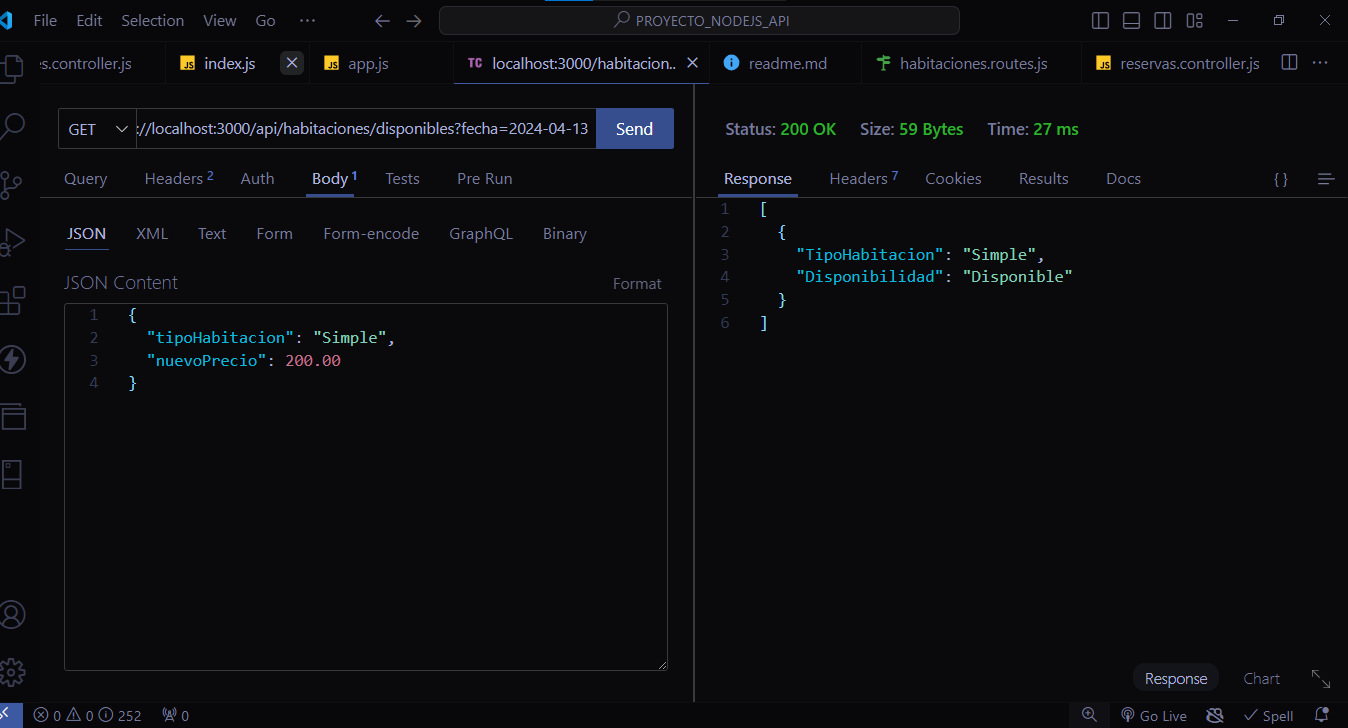 File Edit Selection View Go ··· PROYECTO_NODEJS_API
es.controller.js JS index.js JS app.js TC localhost:3000/habitacion.. readme.md habitaciones.routes.js JS reservas.controller.js ···
GET ://localhost:3000/api/habitaciones/disponibles?fecha=2024-04-13 Send
Query Headers 2 Auth Body 1 Tests Pre Run
JSON XML Text Form Form-encode GraphQL Binary
JSON Content Format
1 {
2 "tipoHabitacion": "Simple",
3 "nuevoPrecio": 200.00
4 }
Status: 200 OK Size: 59 Bytes Time: 27 ms
Response Headers 7 Cookies Results Docs { }
1 [
2 {
3 "TipoHabitacion": "Simple",
4 "Disponibilidad": "Disponible"
5 }
6 ]
Response Chart
0 0 252 0 Go Live Spell